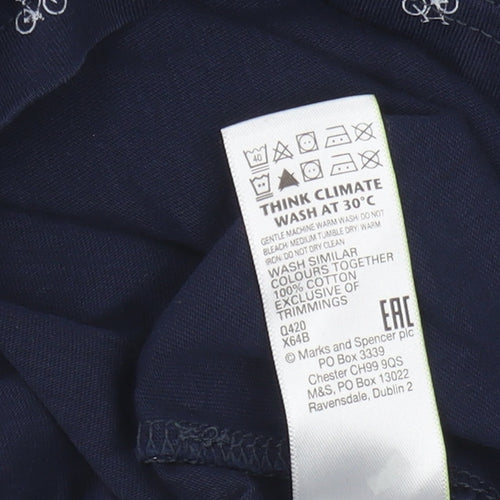 40
THINK CLIMATE
WASH AT 30°C
GENTLE MACHINE WARM WASH/ DO NOT
BLEACH/ MEDIUM TUMBLE DRY/ WARM
IRON/ DO NOT DRY CLEAN
WASH SIMILAR
COLOURS TOGETHER
100% COTTON
EXCLUSIVE OF
TRIMMINGS
Q420
X64B
EAC
© Marks and Spencer plc
PO Box 3339
Chester CH99 9QS
M&S, PO Box 13022
Ravensdale, Dublin 2